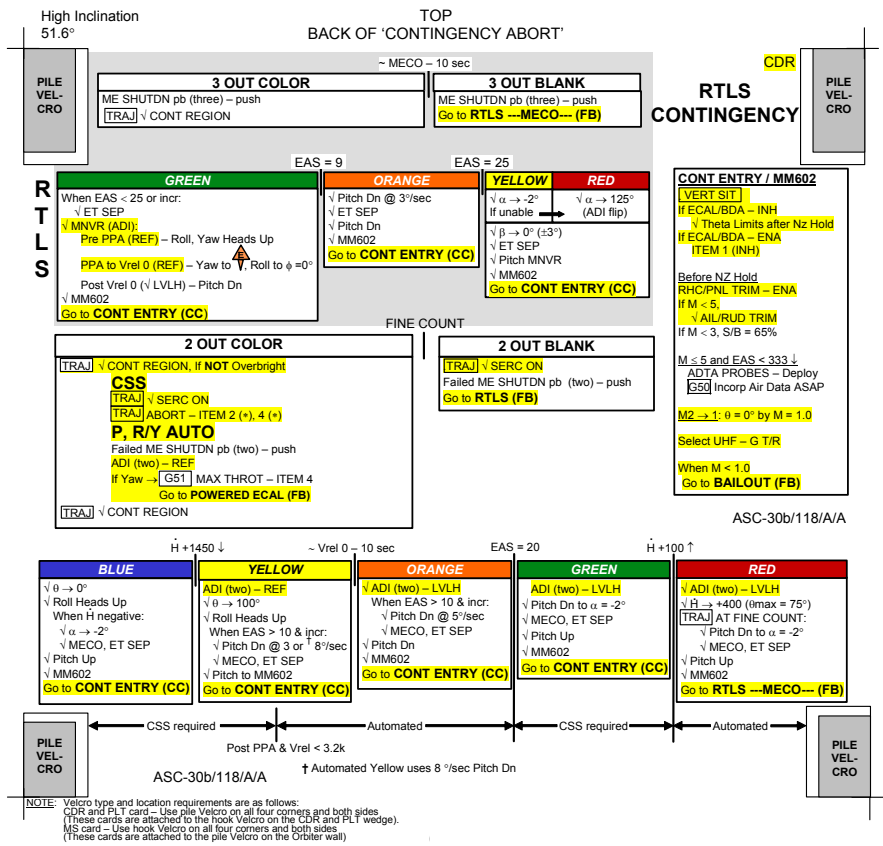 High Inclination
51.6°
TOP
BACK OF ‘CONTINGENCY ABORT’
CDR
PILE
VEL-
CRO
PILE
VEL-
CRO
RTLS
CONTINGENCY
~ MECO – 10 sec
3 OUT COLOR
ME SHUTDN pb (three) – push
TRAJ √ CONT REGION
3 OUT BLANK
ME SHUTDN pb (three) – push
Go to RTLS ---MECO--- (FB)
R
T
L
S
EAS = 9
EAS = 25
GREEN
When EAS < 25 or incr:
√ ET SEP
√ MNVR (ADI):
Pre PPA (REF) – Roll, Yaw Heads Up
PPA to Vrel 0 (REF) – Yaw to E, Roll to ϕ =0°
Post Vrel 0 (√ LVLH) – Pitch Dn
√ MM602
Go to CONT ENTRY (CC)
ORANGE
√ Pitch Dn @ 3°/sec
√ ET SEP
√ Pitch Dn
√ MM602
Go to CONT ENTRY (CC)
YELLOW
√ α → -2°
If unable
RED
√ α → 125°
(ADI flip)
√ β → 0° (±3°)
√ ET SEP
√ Pitch MNVR
√ MM602
Go to CONT ENTRY (CC)
CONT ENTRY / MM602
VERT SIT
If ECAL/BDA – INH
√ Theta Limits after Nz Hold
If ECAL/BDA – ENA
ITEM 1 (INH)
Before NZ Hold
RHC/PNL TRIM – ENA
If M < 5,
√ AIL/RUD TRIM
If M < 3, S/B = 65%
M ≤ 5 and EAS < 333 ↓
ADTA PROBES – Deploy
G50 Incorp Air Data ASAP
M2 → 1: θ = 0° by M = 1.0
Select UHF – G T/R
When M < 1.0
Go to BAILOUT (FB)
FINE COUNT
2 OUT COLOR
TRAJ √ CONT REGION, If NOT Overbright
CSS
TRAJ √ SERC ON
TRAJ ABORT – ITEM 2 (*), 4 (*)
P, R/Y AUTO
Failed ME SHUTDN pb (two) – push
ADI (two) – REF
If Yaw → G51 MAX THROT – ITEM 4
Go to POWERED ECAL (FB)
TRAJ √ CONT REGION
2 OUT BLANK
TRAJ √ SERC ON
Failed ME SHUTDN pb (two) – push
Go to RTLS (FB)
ASC-30b/118/A/A
Ḣ +1450 ↓
~ Vrel 0 – 10 sec
EAS = 20
Ḣ +100 ↑
BLUE
√ θ → 0°
√ Roll Heads Up
When Ḣ negative:
√ α → -2°
√ MECO, ET SEP
√ Pitch Up
√ MM602
Go to CONT ENTRY (CC)
YELLOW
ADI (two) – REF
√ θ → 100°
√ Roll Heads Up
When EAS > 10 & incr:
√ Pitch Dn @ 3 or † 8°/sec
√ MECO, ET SEP
√ Pitch to MM602
Go to CONT ENTRY (CC)
ORANGE
√ ADI (two) – LVLH
When EAS > 10 & incr:
√ Pitch Dn @ 5°/sec
√ MECO, ET SEP
√ Pitch Dn
√ MM602
Go to CONT ENTRY (CC)
GREEN
ADI (two) – LVLH
√ Pitch Dn to α = -2°
√ MECO, ET SEP
√ Pitch Up
√ MM602
Go to CONT ENTRY (CC)
RED
√ ADI (two) – LVLH
√ Ḣ → +400 (θmax = 75°)
TRAJ AT FINE COUNT:
√ Pitch Dn to α = -2°
√ MECO, ET SEP
√ Pitch Up
√ MM602
Go to RTLS ---MECO--- (FB)
CSS required
Automated
CSS required
Automated
Post PPA & Vrel < 3.2k
† Automated Yellow uses 8 °/sec Pitch Dn
PILE
VEL-
CRO
PILE
VEL-
CRO
ASC-30b/118/A/A
NOTE: Velcro type and location requirements are as follows:
CDR and PLT card – Use pile Velcro on all four corners and both sides
(These cards are attached to the hook Velcro on the CDR and PLT wedge).
MS card – Use hook Velcro on all four corners and both sides
(These cards are attached to the pile Velcro on the Orbiter wall)